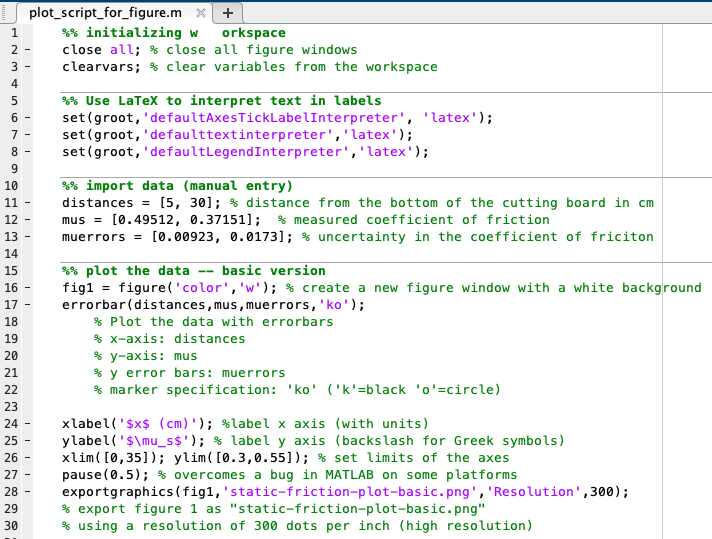 plot_script_for_figure.m × +
1 %% initializing w orkspace
2 - close all; % close all figure windows
3 - clearvars; % clear variables from the workspace
4
5 %% Use LaTeX to interpret text in labels
6 - set(groot,'defaultAxesTickLabelInterpreter', 'latex');
7 - set(groot,'defaulttextinterpreter','latex');
8 - set(groot,'defaultLegendInterpreter','latex');
9
10 %% import data (manual entry)
11 - distances = [5, 30]; % distance from the bottom of the cutting board in cm
12 - mus = [0.49512, 0.37151]; % measured coefficient of friction
13 - muerrors = [0.00923, 0.0173]; % uncertainty in the coefficient of friciton
14
15 %% plot the data -- basic version
16 - fig1 = figure('color','w'); % create a new figure window with a white background
17 - errorbar(distances,mus,muerrors,'ko');
18 % Plot the data with errorbars
19 % x-axis: distances
20 % y-axis: mus
21 % y error bars: muerrors
22 % marker specification: 'ko' ('k'=black 'o'=circle)
23
24 - xlabel('$x$ (cm)'); %label x axis (with units)
25 - ylabel('$\mu_s$'); % label y axis (backslash for Greek symbols)
26 - xlim([0,35]); ylim([0.3,0.55]); % set limits of the axes
27 - pause(0.5); % overcomes a bug in MATLAB on some platforms
28 - exportgraphics(fig1,'static-friction-plot-basic.png','Resolution',300);
29 % export figure 1 as "static-friction-plot-basic.png"
30 % using a resolution of 300 dots per inch (high resolution)